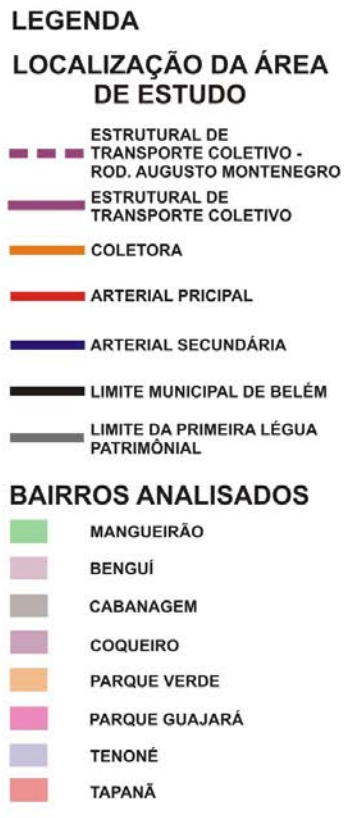 LEGENDA
LOCALIZAÇÃO DA ÁREA
DE ESTUDO
ESTRUTURAL DE
TRANSPORTE COLETIVO -
ROD. AUGUSTO MONTENEGRO
ESTRUTURAL DE
TRANSPORTE COLETIVO
COLETORA
ARTERIAL PRICIPAL
ARTERIAL SECUNDÁRIA
LIMITE MUNICIPAL DE BELÉM
LIMITE DA PRIMEIRA LÉGUA
PATRIMÔNIAL
BAIRROS ANALISADOS
MANGUEIRÃO
BENGUÍ
CABANAGEM
COQUEIRO
PARQUE VERDE
PARQUE GUAJARÁ
TENONÉ
TAPANÃ